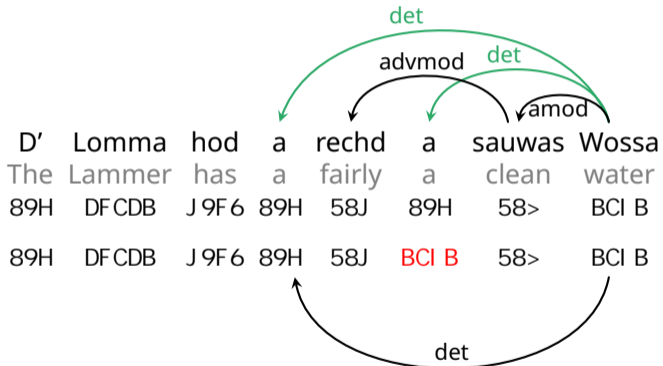 det
advmod det
amod
D’ Lomma hod a rechd a sauwas Wossa
The Lammer has a fairly a clean water
89H DFCDB J9F6 89H 58J 89H 58> BCI B
89H DFCDB J9F6 89H 58J BCI B 58> BCI B
det